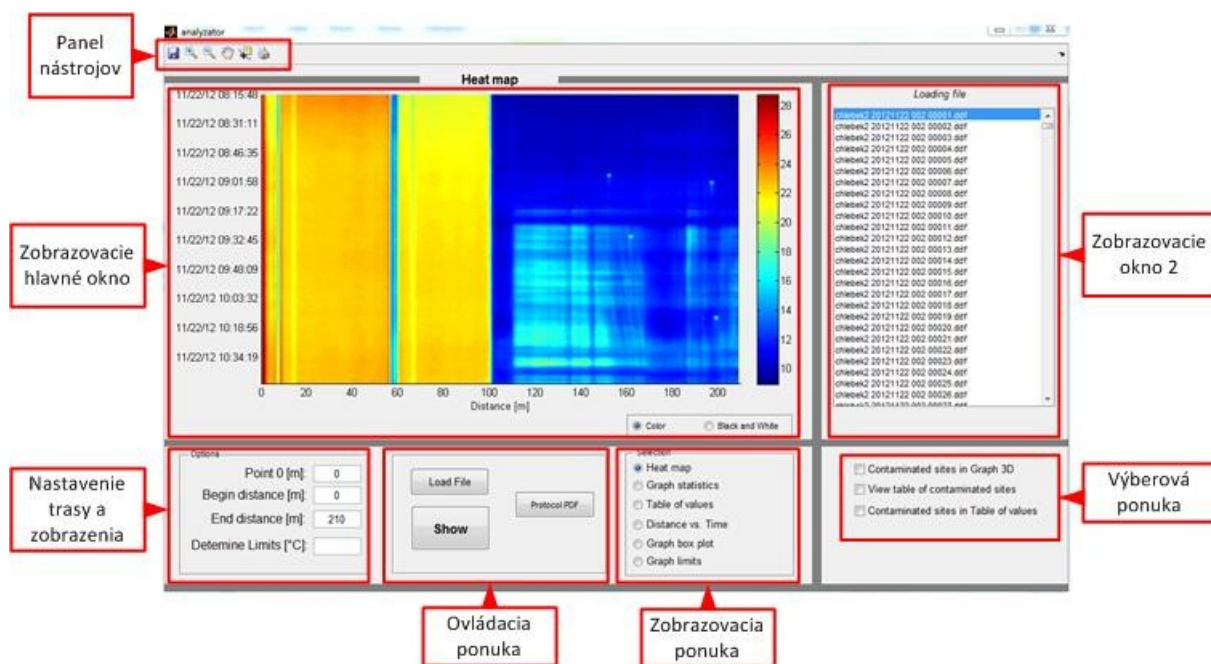 Panel
nástrojov
analyzator
Heat map
11/22/12 08:15:48
11/22/12 08:31:11
11/22/12 08:46:35
11/22/12 09:01:58
11/22/12 09:17:22
11/22/12 09:32:45
11/22/12 09:48:09
11/22/12 10:03:32
11/22/12 10:18:56
11/22/12 10:34:19
0 20 40 60 80 100 120 140 160 180 200
Distance [m]
28
26
24
22
20
18
16
14
12
10
Color Black and White
Loading file
chlebek2 20121122 002 00001.ddf
chlebek2 20121122 002 00002.ddf
chlebek2 20121122 002 00003.ddf
chlebek2 20121122 002 00004.ddf
chlebek2 20121122 002 00005.ddf
chlebek2 20121122 002 00006.ddf
chlebek2 20121122 002 00007.ddf
chlebek2 20121122 002 00008.ddf
chlebek2 20121122 002 00009.ddf
chlebek2 20121122 002 00010.ddf
chlebek2 20121122 002 00011.ddf
chlebek2 20121122 002 00012.ddf
chlebek2 20121122 002 00013.ddf
chlebek2 20121122 002 00014.ddf
chlebek2 20121122 002 00015.ddf
chlebek2 20121122 002 00016.ddf
chlebek2 20121122 002 00017.ddf
chlebek2 20121122 002 00018.ddf
chlebek2 20121122 002 00019.ddf
chlebek2 20121122 002 00020.ddf
chlebek2 20121122 002 00021.ddf
chlebek2 20121122 002 00022.ddf
chlebek2 20121122 002 00023.ddf
chlebek2 20121122 002 00024.ddf
chlebek2 20121122 002 00025.ddf
chlebek2 20121122 002 00026.ddf
Zobrazovacie
hlavné okno
Zobrazovacie
okno 2
Nastavenie
trasy a
zobrazenia
Options
Point 0 [m]: 0
Begin distance [m]: 0
End distance [m]: 210
Detemine Limits [°C]:
Load File
Show
Protocol PDF
Selection
Heat map
Graph statistics
Table of values
Distance vs. Time
Graph box plot
Graph limits
Contaminated sites in Graph 3D
View table of contaminated sites
Contaminated sites in Table of values
Výberová
ponuka
Ovládacia
ponuka
Zobrazovacia
ponuka